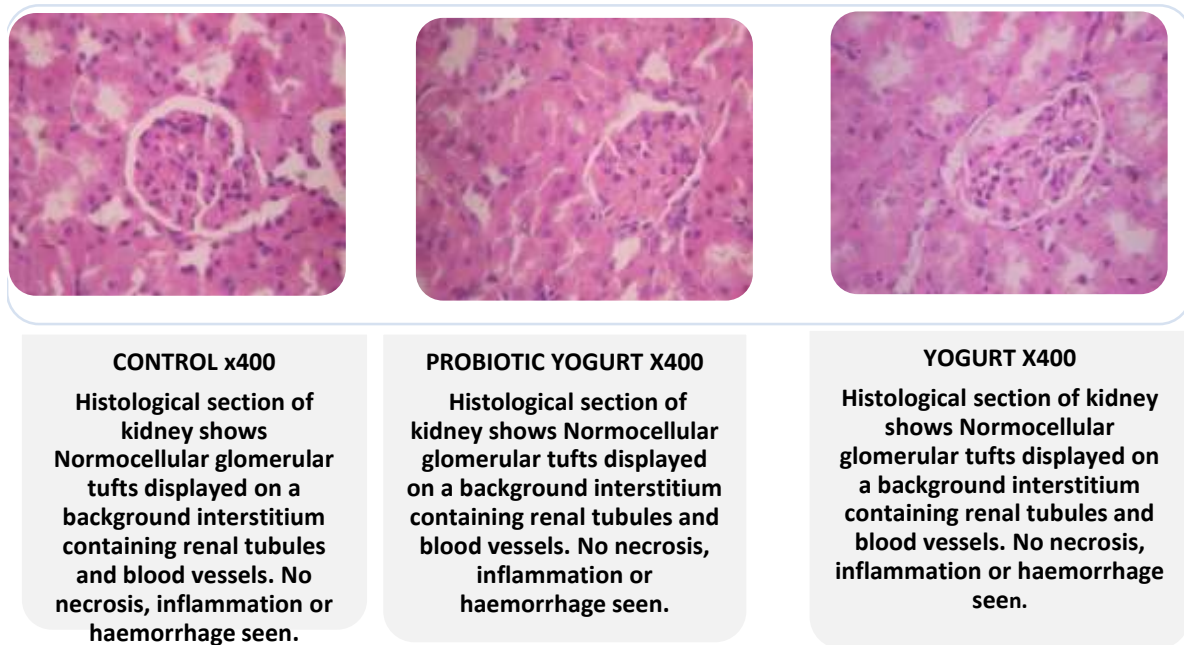 CONTROL x400
Histological section of
kidney shows
Normocellular glomerular
tufts displayed on a
background interstitium
containing renal tubules
and blood vessels. No
necrosis, inflammation or
haemorrhage seen.
PROBIOTIC YOGURT X400
Histological section of
kidney shows Normocellular
glomerular tufts displayed
on a background interstitium
containing renal tubules and
blood vessels. No necrosis,
inflammation or
haemorrhage seen.
YOGURT X400
Histological section of kidney
shows Normocellular
glomerular tufts displayed on
a background interstitium
containing renal tubules and
blood vessels. No necrosis,
inflammation or haemorrhage
seen.